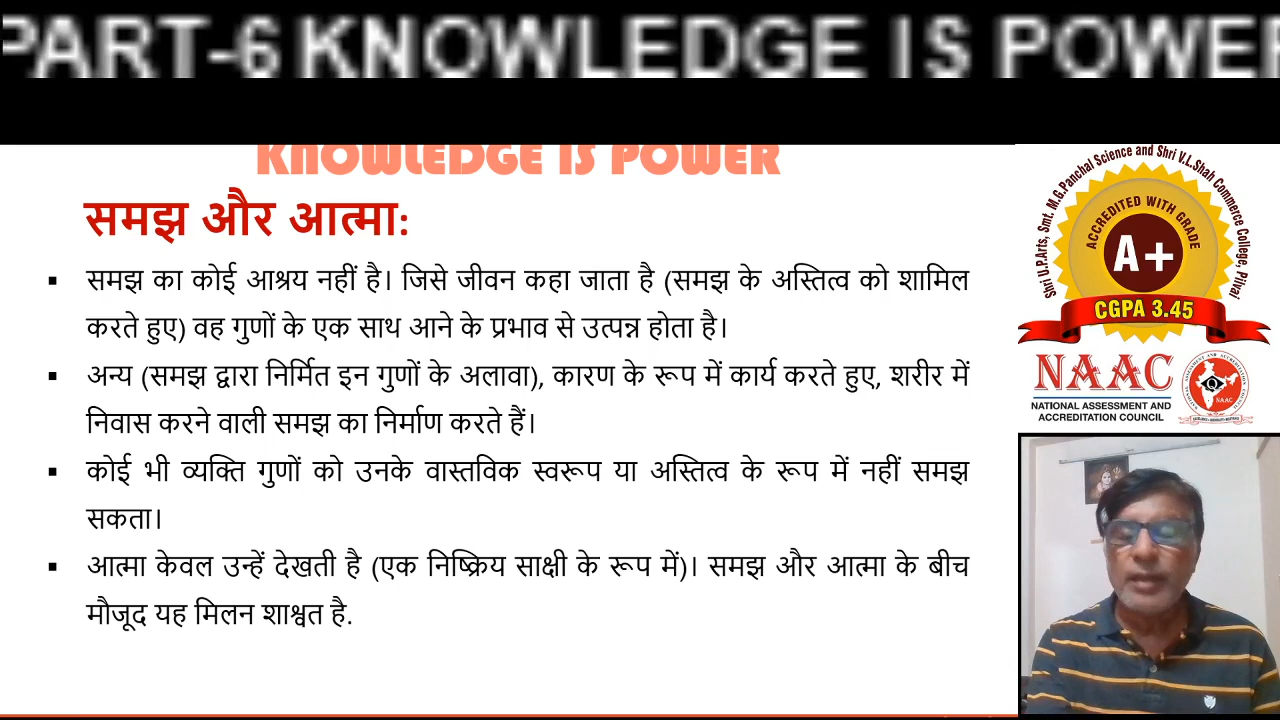 PART-6 KNOWLEDGE IS POWER
KNOWLEDGE IS POWER
समझ और आत्मा:
▪ समझ का कोई आश्रय नहीं है। जिसे जीवन कहा जाता है (समझ के अस्तित्व को शामिल
करते हुए) वह गुणों के एक साथ आने के प्रभाव से उत्पन्न होता है।
▪ अन्य (समझ द्वारा निर्मित इन गुणों के अलावा), कारण के रूप में कार्य करते हुए, शरीर में
निवास करने वाली समझ का निर्माण करते हैं।
▪ कोई भी व्यक्ति गुणों को उनके वास्तविक स्वरूप या अस्तित्व के रूप में नहीं समझ
सकता।
▪ आत्मा केवल उन्हें देखती है (एक निष्क्रिय साक्षी के रूप में)। समझ और आत्मा के बीच
मौजूद यह मिलन शाश्वत है.
Shri U.P.Arts, Smt. M.G.Panchal Science and Shri V.L.Shah Commerce College, Pilvai
ACCREDITED WITH GRADE
A+
CGPA 3.45
NAAC
NATIONAL ASSESSMENT AND
ACCREDITATION COUNCIL
NAAC